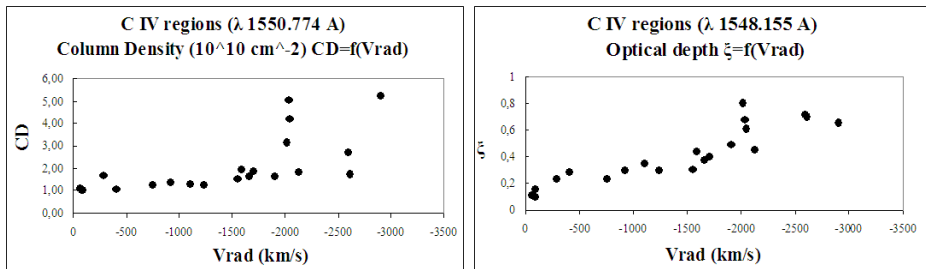 C IV regions (λ 1550.774 A)
Column Density (10^10 cm^-2) CD=f(Vrad)
6,00
5,00
4,00
3,00
2,00
1,00
0,00
CD
0 -500 -1000 -1500 -2000 -2500 -3000 -3500
Vrad (km/s)
C IV regions (λ 1548.155 A)
Optical depth ξ=f(Vrad)
1
0,8
0,6
0,4
0,2
0
0 -500 -1000 -1500 -2000 -2500 -3000 -3500
Vrad (km/s)